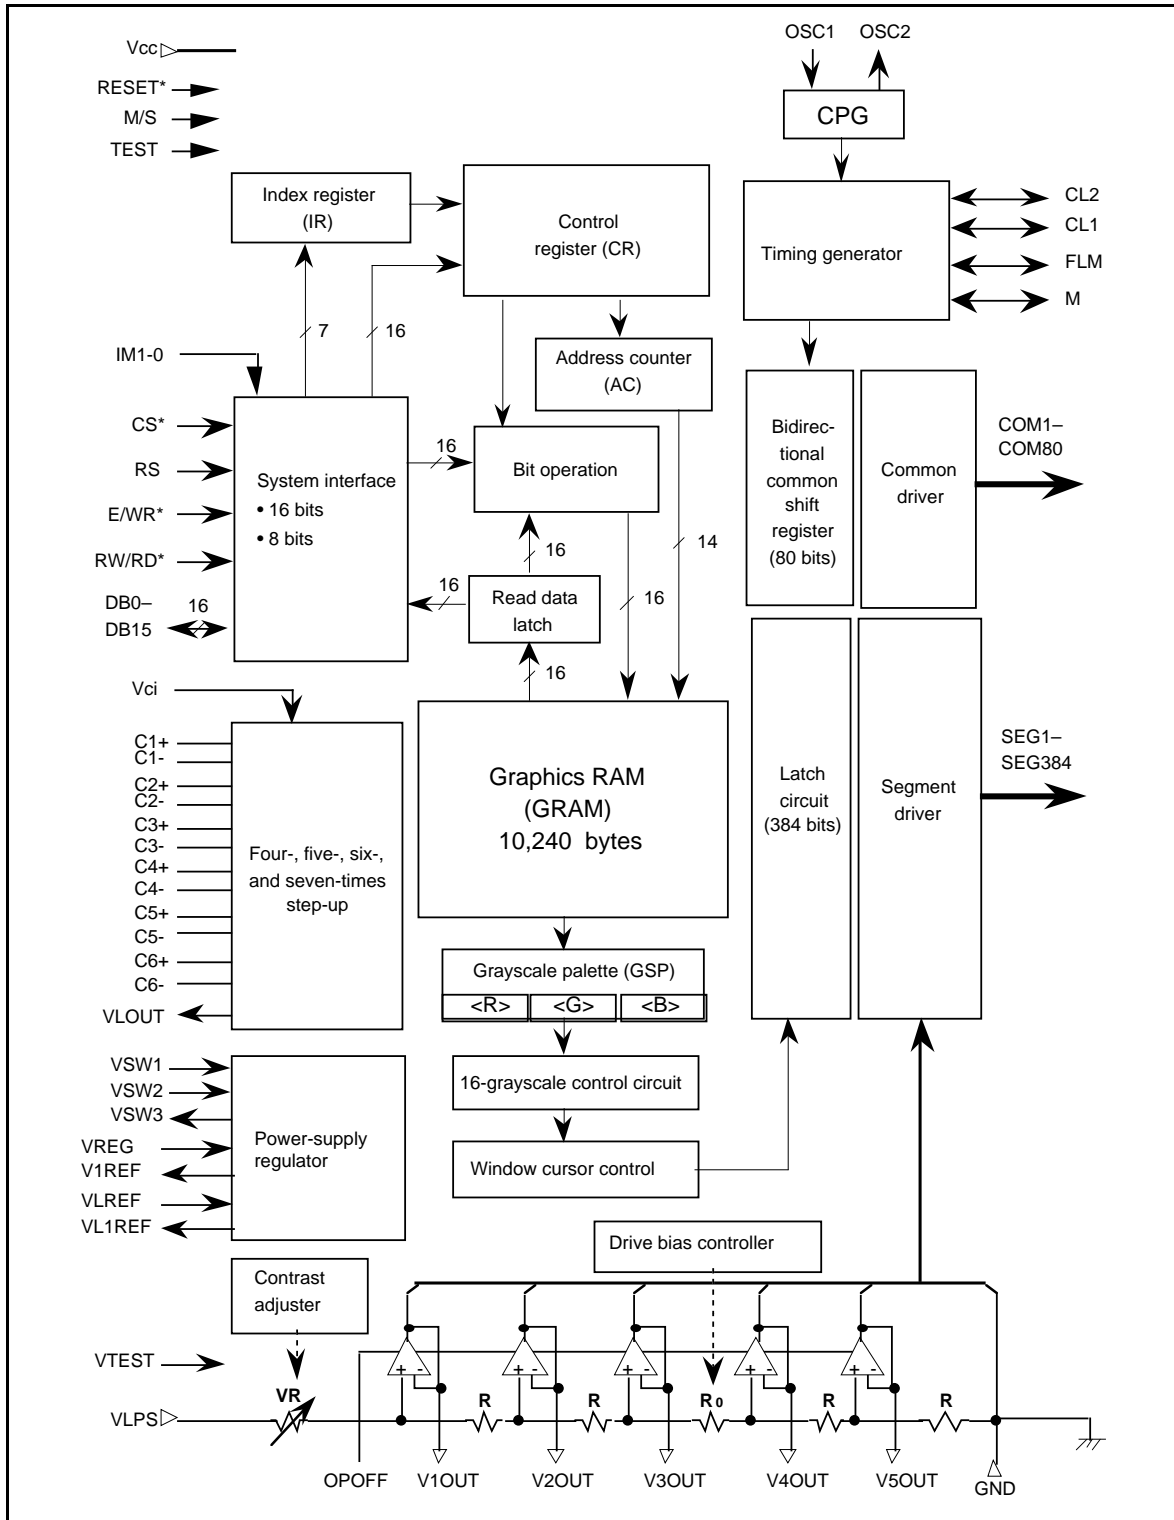 Vcc
RESET*
M/S
TEST
OSC1
OSC2
CPG
Index register
(IR)
Control
register (CR)
Timing generator
CL2
CL1
FLM
M
7
16
Address counter
(AC)
IM1-0
CS*
RS
E/WR*
RW/RD*
DB0–
DB15
16
System interface
• 16 bits
• 8 bits
16
Bit operation
16
14
16
Read data
latch
16
16
Bidirec-
tional
common
shift
register
(80 bits)
Common
driver
COM1–
COM80
Vci
C1+
C1-
C2+
C2-
C3+
C3-
C4+
C4-
C5+
C5-
C6+
C6-
VLOUT
Four-, five-, six-,
and seven-times
step-up
Graphics RAM
(GRAM)
10,240 bytes
Latch
circuit
(384 bits)
Segment
driver
SEG1–
SEG384
Grayscale palette (GSP)
<R>
<G>
<B>
16-grayscale control circuit
Window cursor control
VSW1
VSW2
VSW3
VREG
V1REF
VLREF
VL1REF
Power-supply
regulator
Drive bias controller
Contrast
adjuster
VTEST
+ -
+ -
+ -
+ -
+ -
VLPS
VR
R
R
R0
R
R
OPOFF
V1OUT
V2OUT
V3OUT
V4OUT
V5OUT
GND